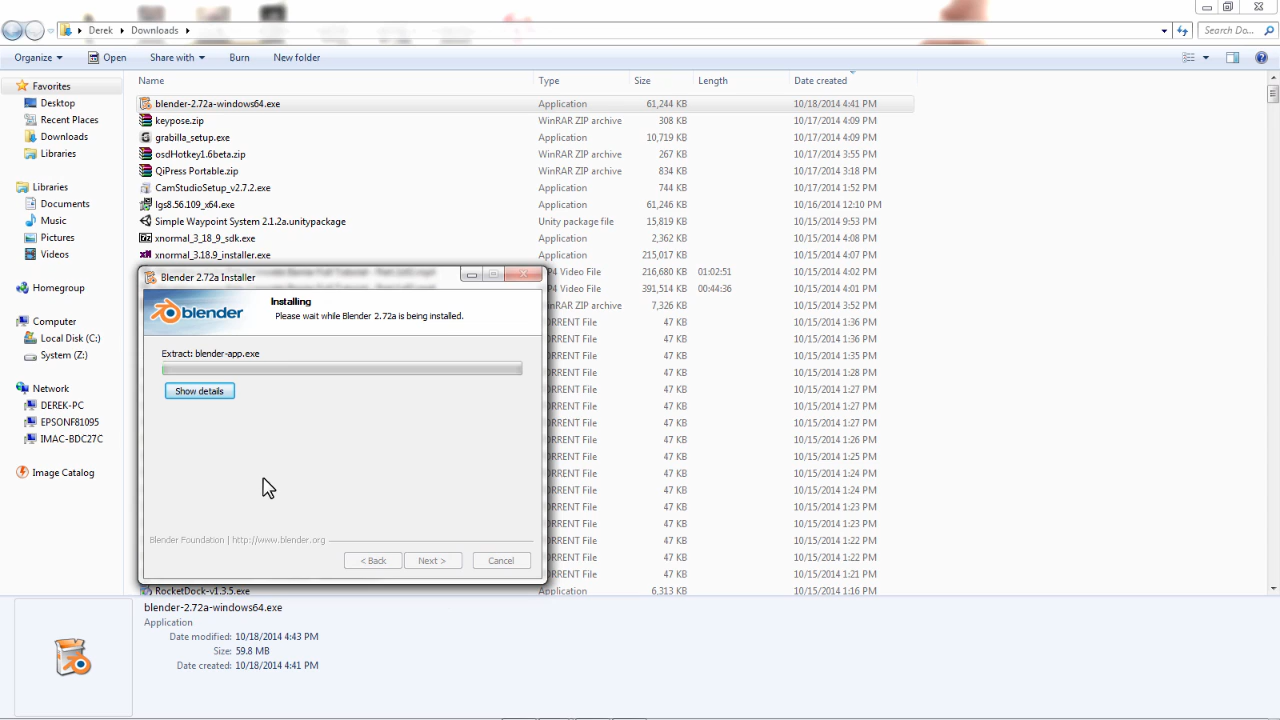 Derek Downloads
Search Do...
Organize Open Share with Burn New folder
Name Type Size Length Date created
Favorites
Desktop
Recent Places
Downloads
Libraries
Libraries
Documents
Music
Pictures
Videos
Homegroup
Computer
Local Disk (C:)
System (Z:)
Network
DEREK-PC
EPSONF81095
IMAC-BDC27C
Image Catalog
blender-2.72a-windows64.exe Application 61,244 KB 10/18/2014 4:41 PM
keypose.zip WinRAR ZIP archive 308 KB 10/17/2014 4:09 PM
grabilla_setup.exe Application 10,719 KB 10/17/2014 4:09 PM
osdHotkey1.6beta.zip WinRAR ZIP archive 267 KB 10/17/2014 3:55 PM
QiPress Portable.zip WinRAR ZIP archive 834 KB 10/17/2014 3:18 PM
CamStudioSetup_v2.7.2.exe Application 744 KB 10/17/2014 1:52 PM
lgs8.56.109_x64.exe Application 61,246 KB 10/16/2014 12:10 PM
Simple Waypoint System 2.1.2a.unitypackage Unity package file 15,819 KB 10/15/2014 9:53 PM
xnormal_3_18_9_sdk.exe Application 2,362 KB 10/15/2014 4:08 PM
xnormal_3.18.9_installer.exe Application 215,017 KB 10/15/2014 4:07 PM
P4 Video File 216,680 KB 01:02:51 10/15/2014 4:02 PM
P4 Video File 391,514 KB 00:44:36 10/15/2014 4:01 PM
WinRAR ZIP archive 7,326 KB 10/15/2014 3:52 PM
ORRENT File 47 KB 10/15/2014 1:36 PM
ORRENT File 47 KB 10/15/2014 1:36 PM
ORRENT File 47 KB 10/15/2014 1:35 PM
ORRENT File 47 KB 10/15/2014 1:28 PM
ORRENT File 47 KB 10/15/2014 1:27 PM
ORRENT File 47 KB 10/15/2014 1:27 PM
ORRENT File 47 KB 10/15/2014 1:27 PM
ORRENT File 47 KB 10/15/2014 1:26 PM
ORRENT File 47 KB 10/15/2014 1:25 PM
ORRENT File 47 KB 10/15/2014 1:24 PM
ORRENT File 47 KB 10/15/2014 1:24 PM
ORRENT File 47 KB 10/15/2014 1:23 PM
ORRENT File 47 KB 10/15/2014 1:23 PM
ORRENT File 47 KB 10/15/2014 1:22 PM
ORRENT File 47 KB 10/15/2014 1:22 PM
ORRENT File 47 KB 10/15/2014 1:21 PM
RocketDock-v1.3.5.exe Application 6,313 KB 10/15/2014 1:16 PM
Blender 2.72a Installer
blender
Installing
Please wait while Blender 2.72a is being installed.
Extract: blender-app.exe
Show details
Blender Foundation | http://www.blender.org
< Back Next > Cancel
blender-2.72a-windows64.exe
Application
Date modified: 10/18/2014 4:43 PM
Size: 59.8 MB
Date created: 10/18/2014 4:41 PM